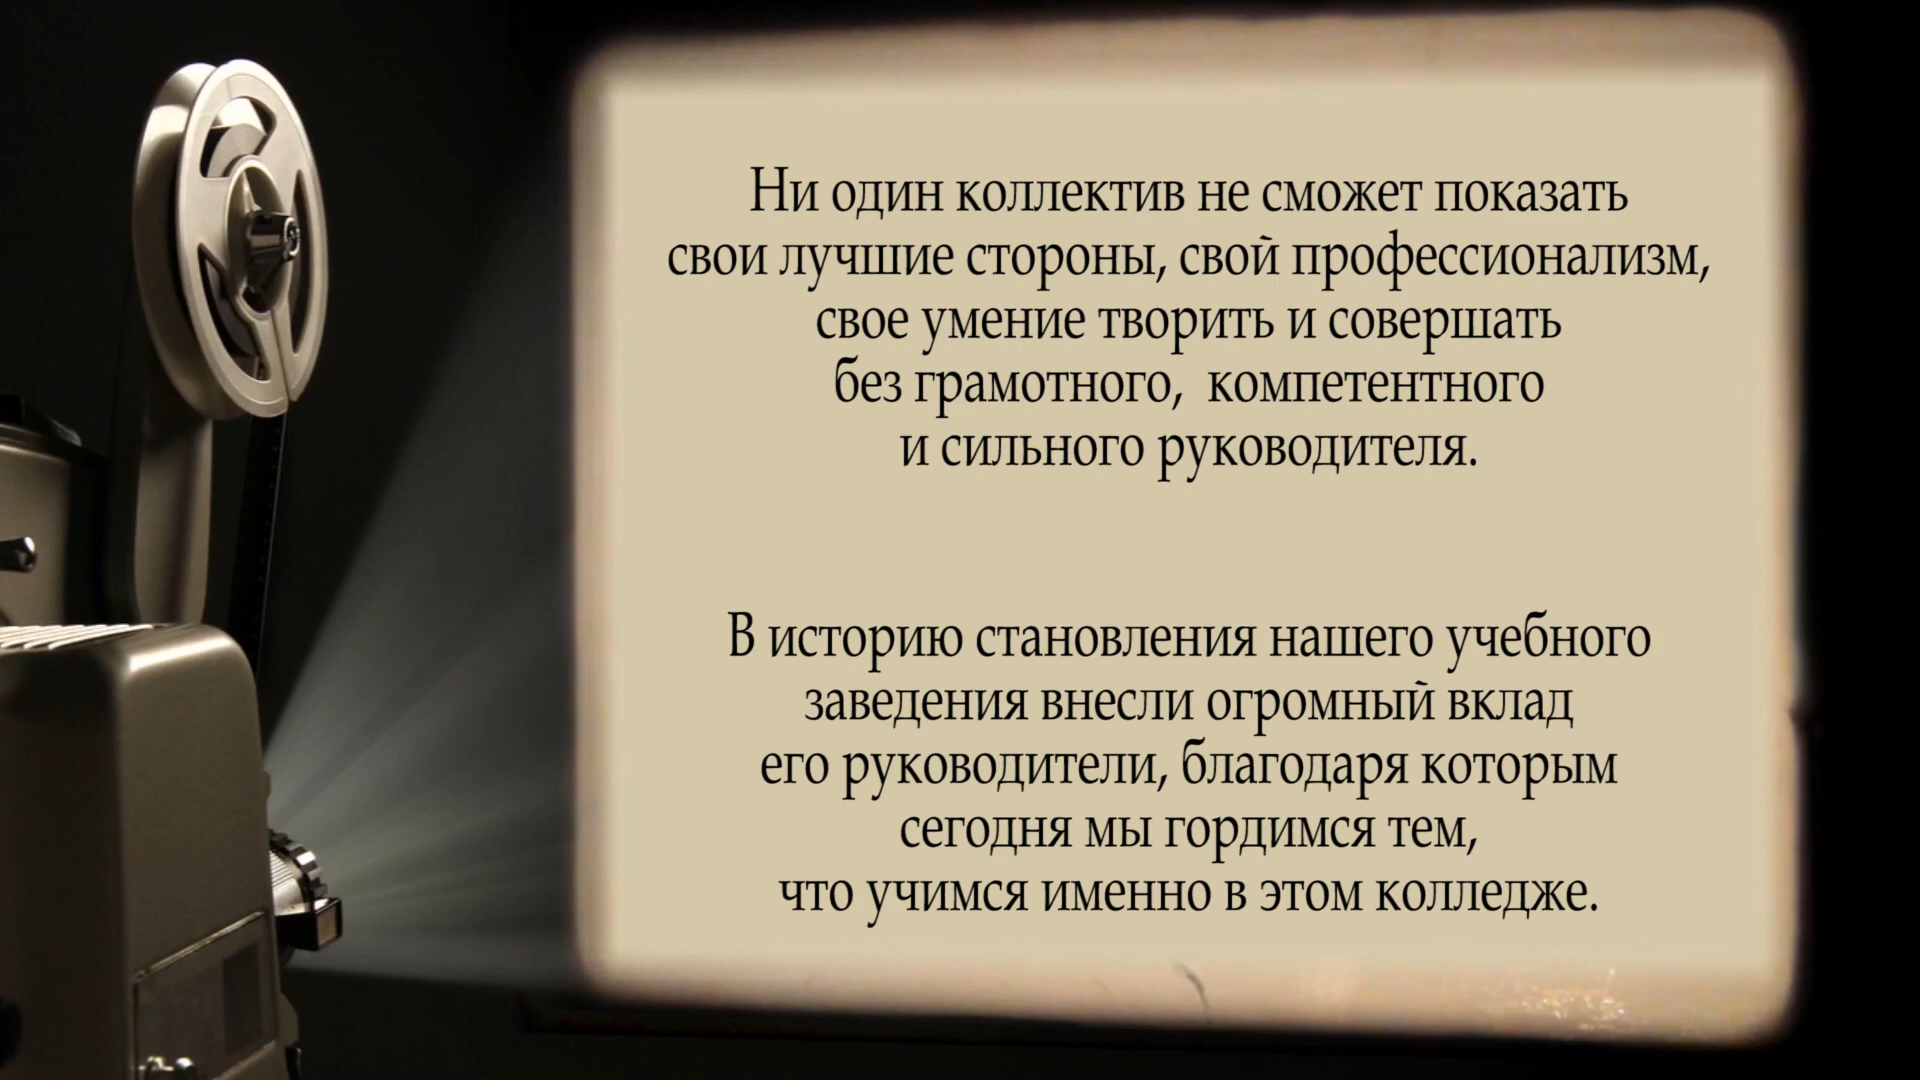 Ни один коллектив не сможет показать
свои лучшие стороны, свой профессионализм,
свое умение творить и совершать
без грамотного,  компетентного
и сильного руководителя.
В историю становления нашего учебного
заведения внесли огромный вклад
его руководители, благодаря которым
сегодня мы гордимся тем,
что учимся именно в этом колледже.